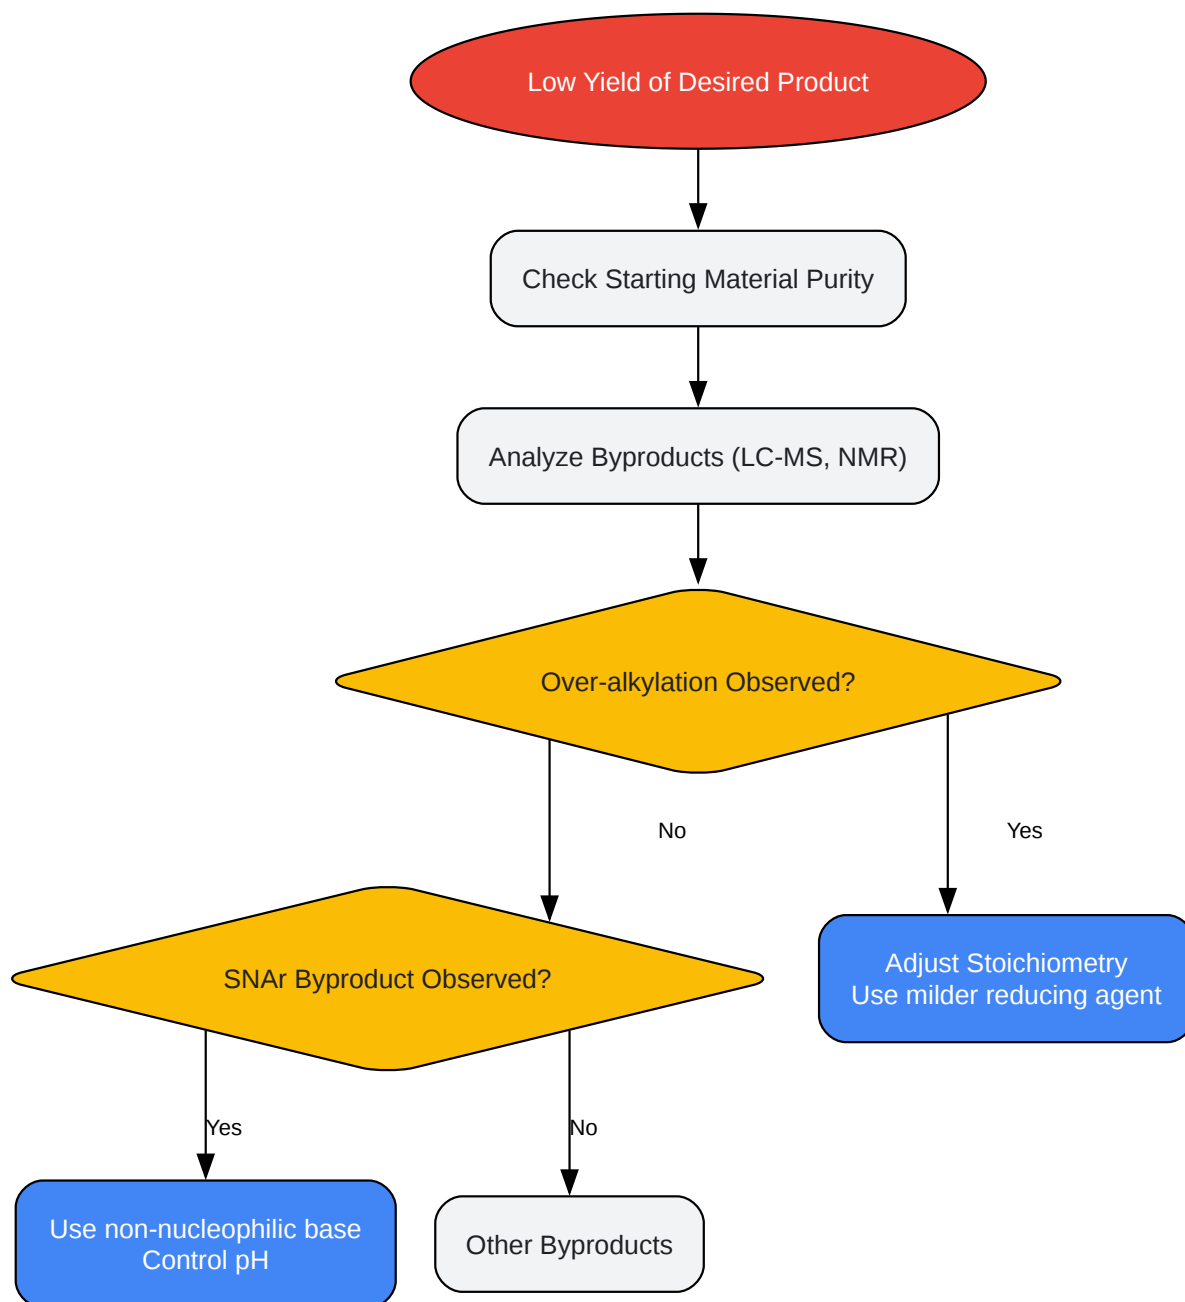 Low Yield of Desired Product
Check Starting Material Purity
Analyze Byproducts (LC-MS, NMR)
Over-alkylation Observed?
No
Yes
Adjust Stoichiometry
Use milder reducing agent
SNAr Byproduct Observed?
Yes
No
Use non-nucleophilic base
Control pH
Other Byproducts